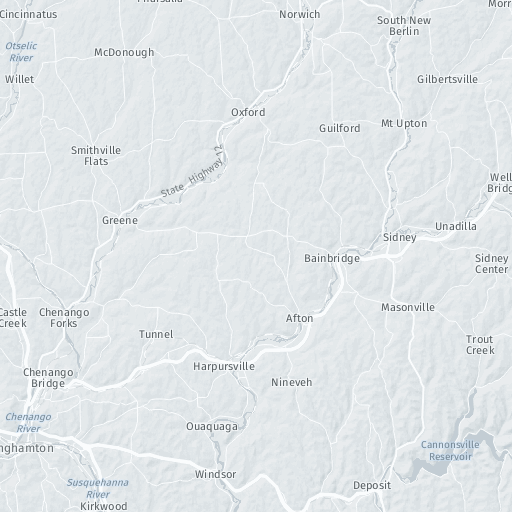 Cincinnatus
Norwich
South New
Berlin
Otselic
River
McDonough
Willet
Gilbertsville
Oxford
Guilford
Mt Upton
Smithville
Flats
State Highway 12
Greene
Unadilla
Sidney
Bainbridge
Sidney
Center
Chenango
Forks
Afton
Masonville
Tunnel
Trout
Creek
Harpursville
Chenango
Bridge
Nineveh
Chenango
River
Ouaquaga
Cannonsville
Reservoir
Windsor
Susquehanna
River
Deposit
Kirkwood